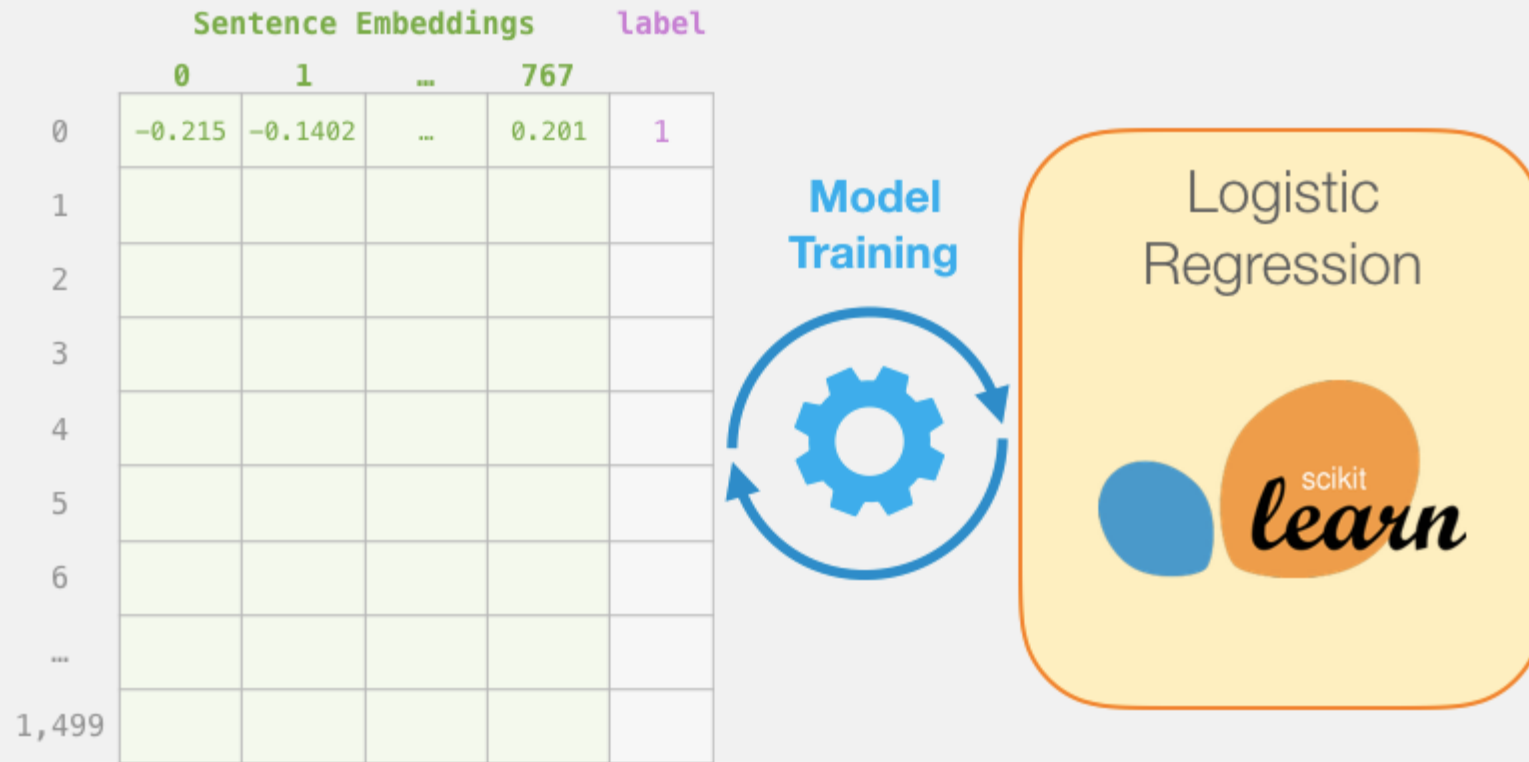 Sentence Embeddings label
0 1 … 767
0 -0.215 -0.1402 … 0.201 1
1
2
3
4
5
6
…
1,499
Model
Training
Logistic
Regression
scikit
learn